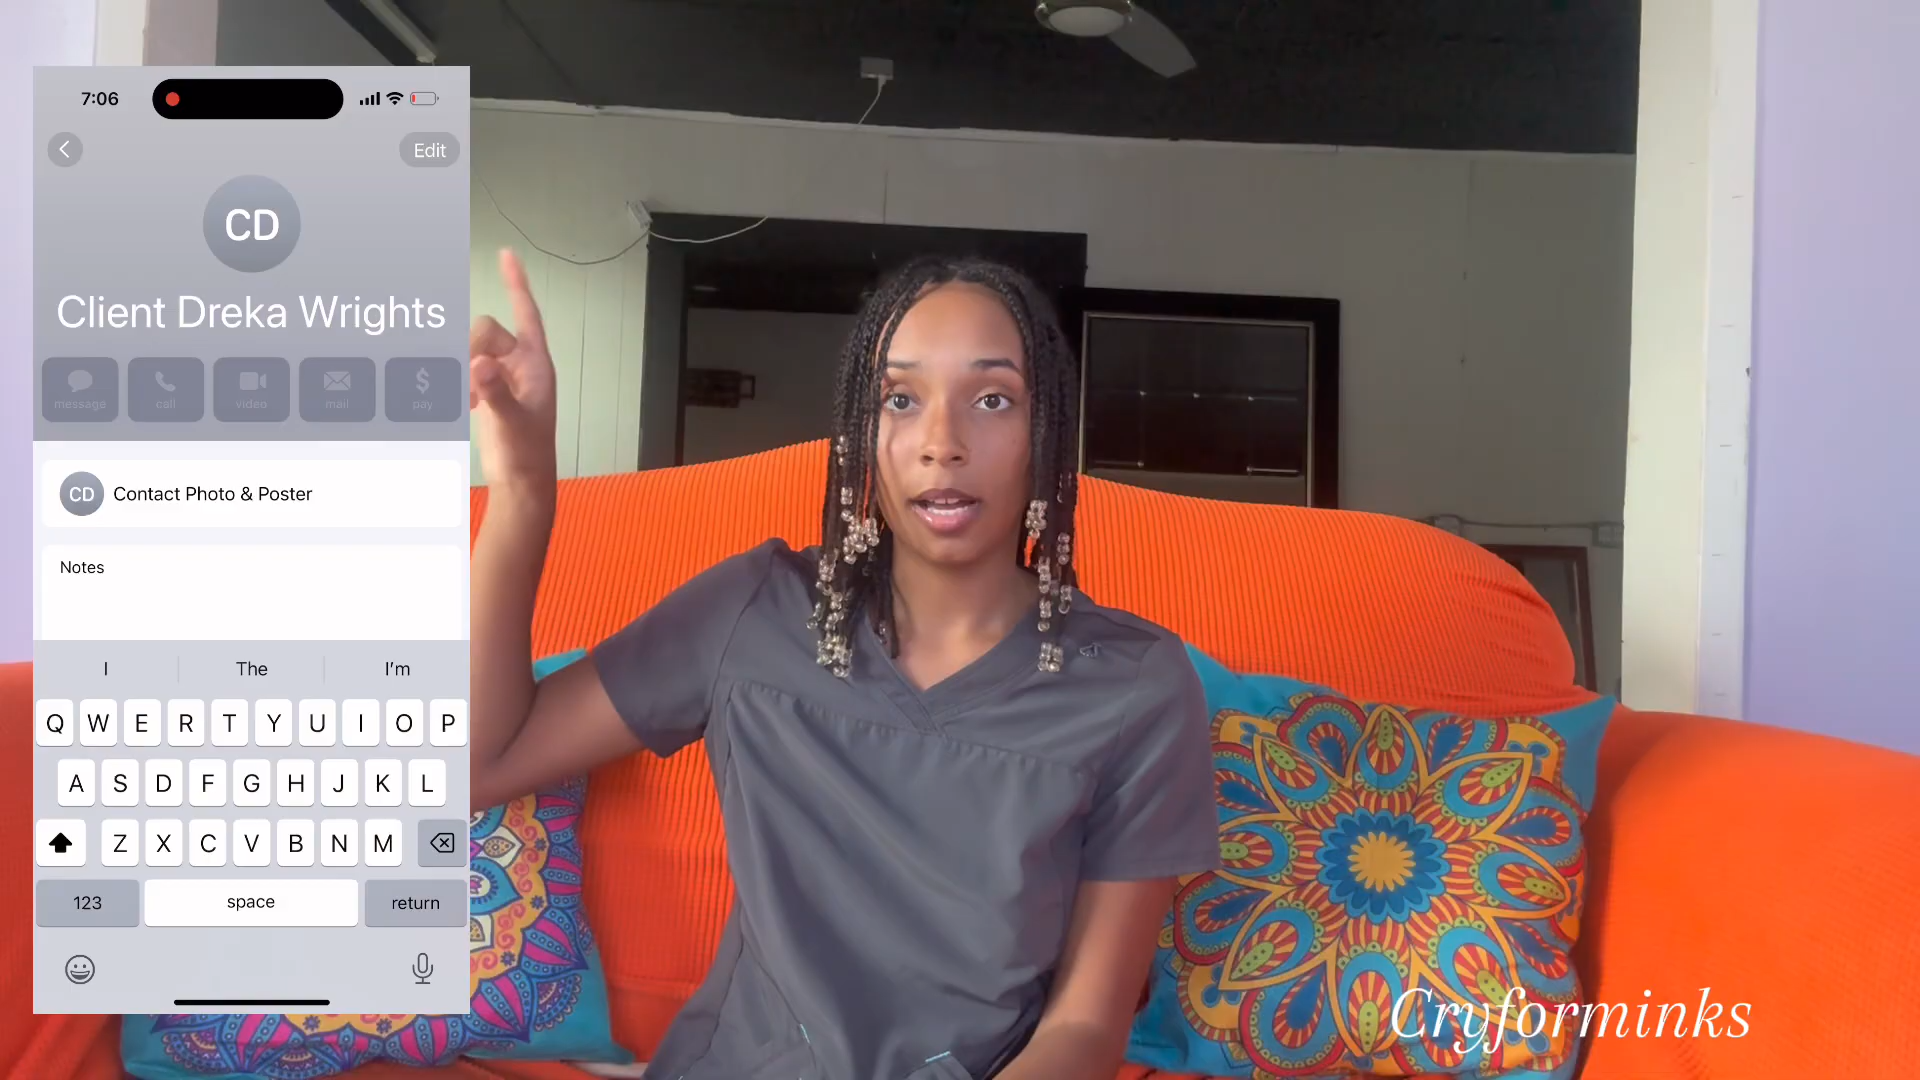 7:06
Edit
CD
Client Dreka Wrights
message call video mail pay
CD Contact Photo & Poster
Notes
I The I'm
Q W E R T Y U I O P
A S D F G H J K L
Z X C V B N M
123 space return
Cryforminks